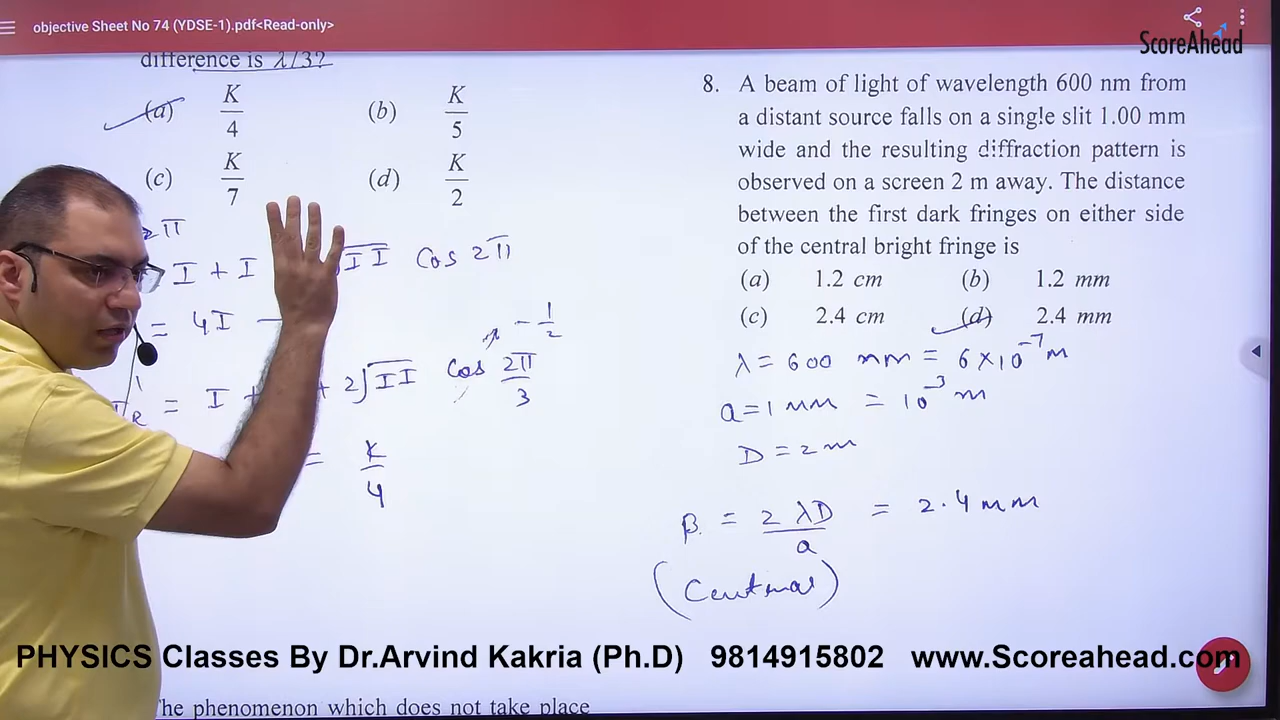 objective Sheet No 74 (YDSE-1).pdf<Read-only>
ScoreAhead
difference is λ/3?
(a) K/4 (b) K/5
(c) K/7 (d) K/2
2π
I + I √II Cos 2π
= 4I
= I + + 2√II Cos 2π/3 - 1/2
= K/4
8. A beam of light of wavelength 600 nm from
a distant source falls on a single slit 1.00 mm
wide and the resulting diffraction pattern is
observed on a screen 2 m away. The distance
between the first dark fringes on either side
of the central bright fringe is
(a) 1.2 cm (b) 1.2 mm
(c) 2.4 cm (d) 2.4 mm
λ = 600 nm = 6×10⁻⁷ m
a = 1 mm = 10⁻³ m
D = 2 m
β = 2λD/a = 2.4 mm
(Central)
PHYSICS Classes By Dr.Arvind Kakria (Ph.D) 9814915802 www.Scoreahead.com
The phenomenon which does not take place